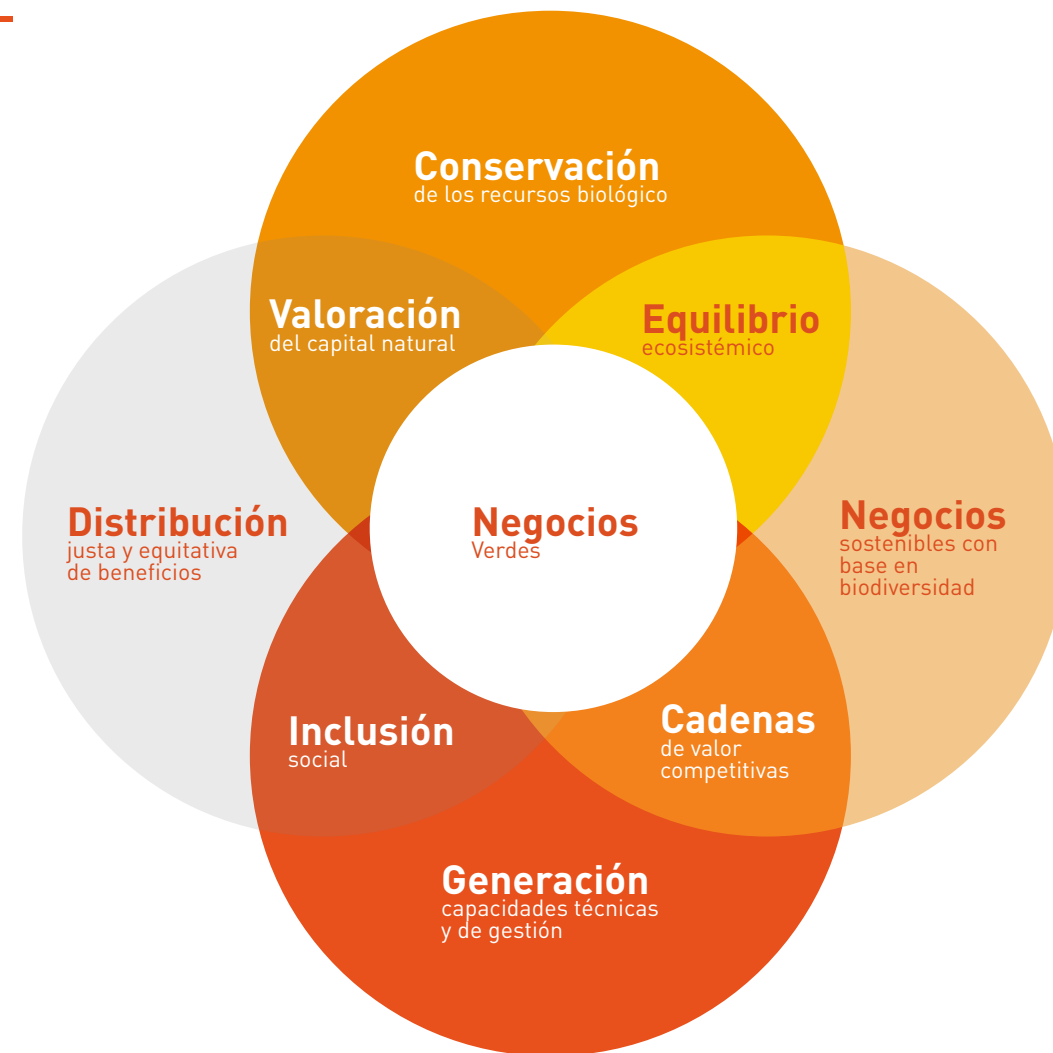 Conservación
de los recursos biológico
Valoración
del capital natural
Equilibrio
ecosistémico
Distribución
justa y equitativa
de beneficios
Negocios
Verdes
Negocios
sostenibles con
base en
biodiversidad
Inclusión
social
Cadenas
de valor
competitivas
Generación
capacidades técnicas
y de gestión